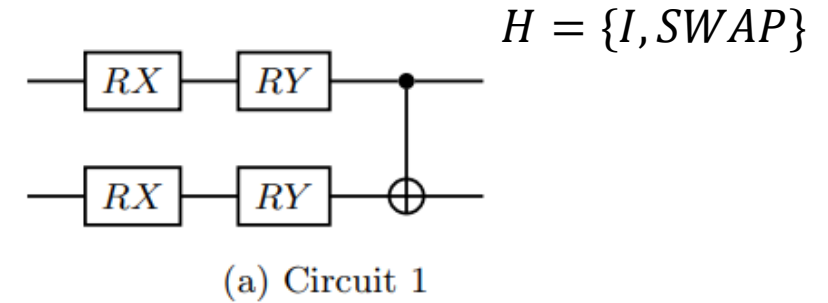 H = {I, SWAP}
RX RY
RX RY
(a) Circuit 1